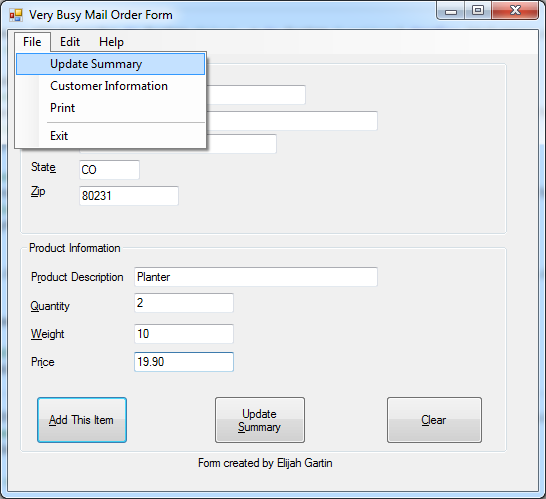 Very Busy Mail Order Form
File Edit Help
Update Summary
Customer Information
Print
Exit
State CO
Zip 80231
Product Information
Product Description Planter
Quantity 2
Weight 10
Price 19.90
Add This Item
Update
Summary
Clear
Form created by Elijah Gartin